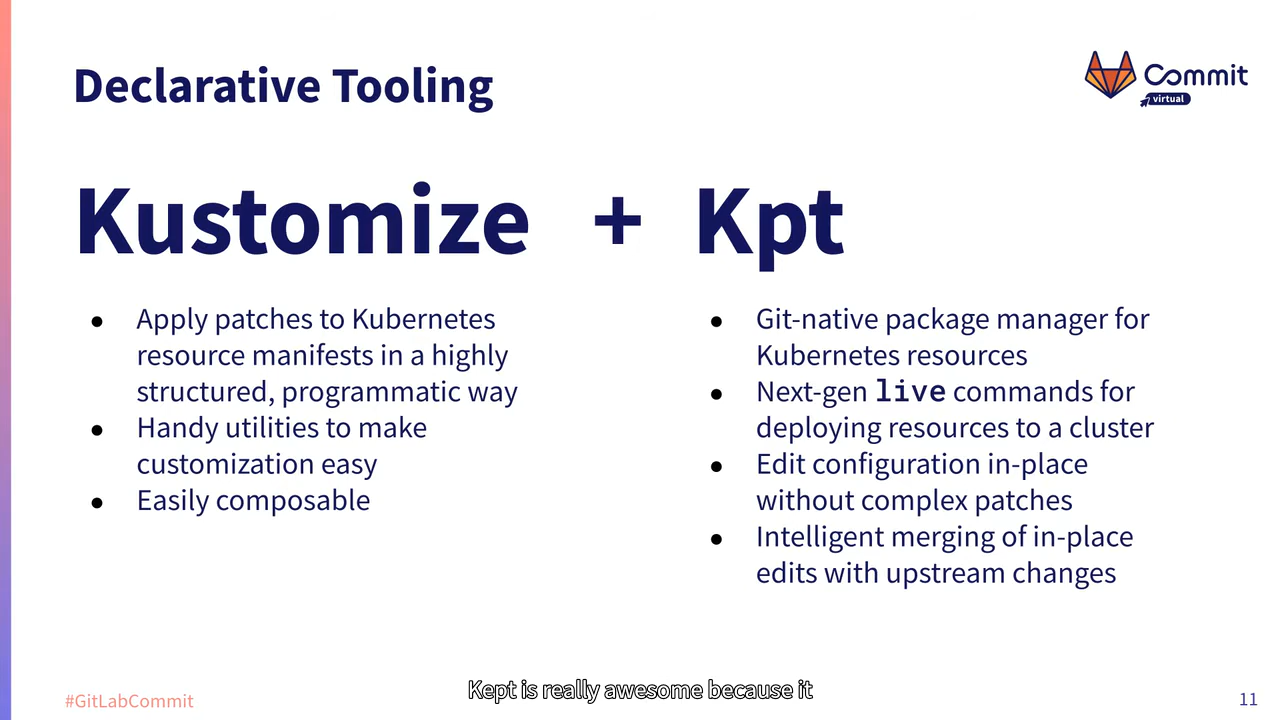 Declarative Tooling
Commit
virtual
Kustomize + Kpt
● Apply patches to Kubernetes
resource manifests in a highly
structured, programmatic way
● Handy utilities to make
customization easy
● Easily composable
● Git-native package manager for
Kubernetes resources
● Next-gen live commands for
deploying resources to a cluster
● Edit configuration in-place
without complex patches
● Intelligent merging of in-place
edits with upstream changes
Kept is really awesome because it
#GitLabCommit
11